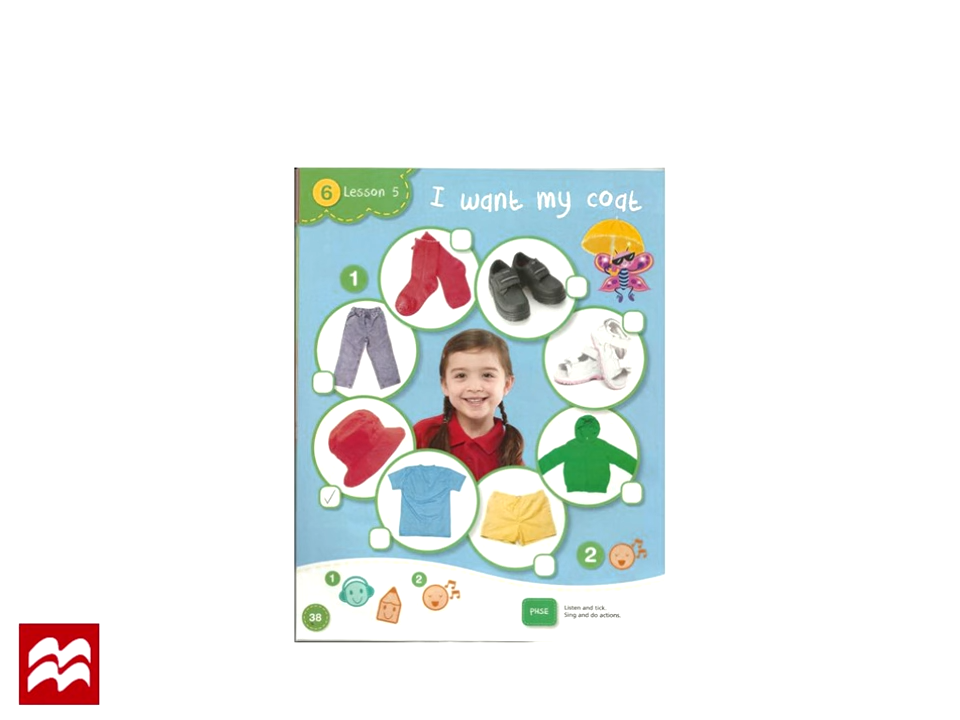 6 Lesson 5
I want my coat
1
2
1
2
38
PHSE
Listen and tick.
Sing and do actions.